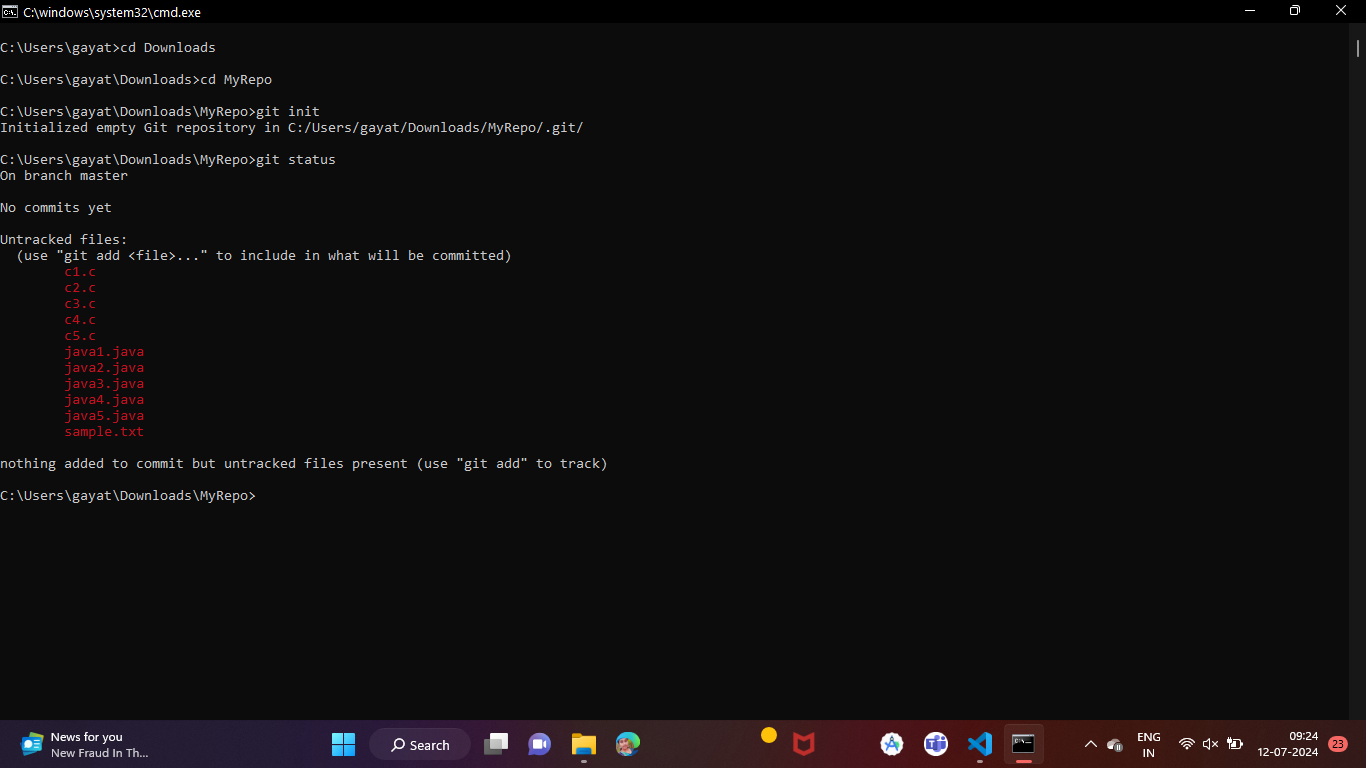 C:\windows\system32\cmd.exe
C:\Users\gayat>cd Downloads
C:\Users\gayat\Downloads>cd MyRepo
C:\Users\gayat\Downloads\MyRepo>git init
Initialized empty Git repository in C:/Users/gayat/Downloads/MyRepo/.git/
C:\Users\gayat\Downloads\MyRepo>git status
On branch master
No commits yet
Untracked files:
  (use "git add <file>..." to include in what will be committed)
        c1.c
        c2.c
        c3.c
        c4.c
        c5.c
        java1.java
        java2.java
        java3.java
        java4.java
        java5.java
        sample.txt
nothing added to commit but untracked files present (use "git add" to track)
C:\Users\gayat\Downloads\MyRepo>
News for you
New Fraud In Th...
Search
ENG
IN
09:24
12-07-2024
23